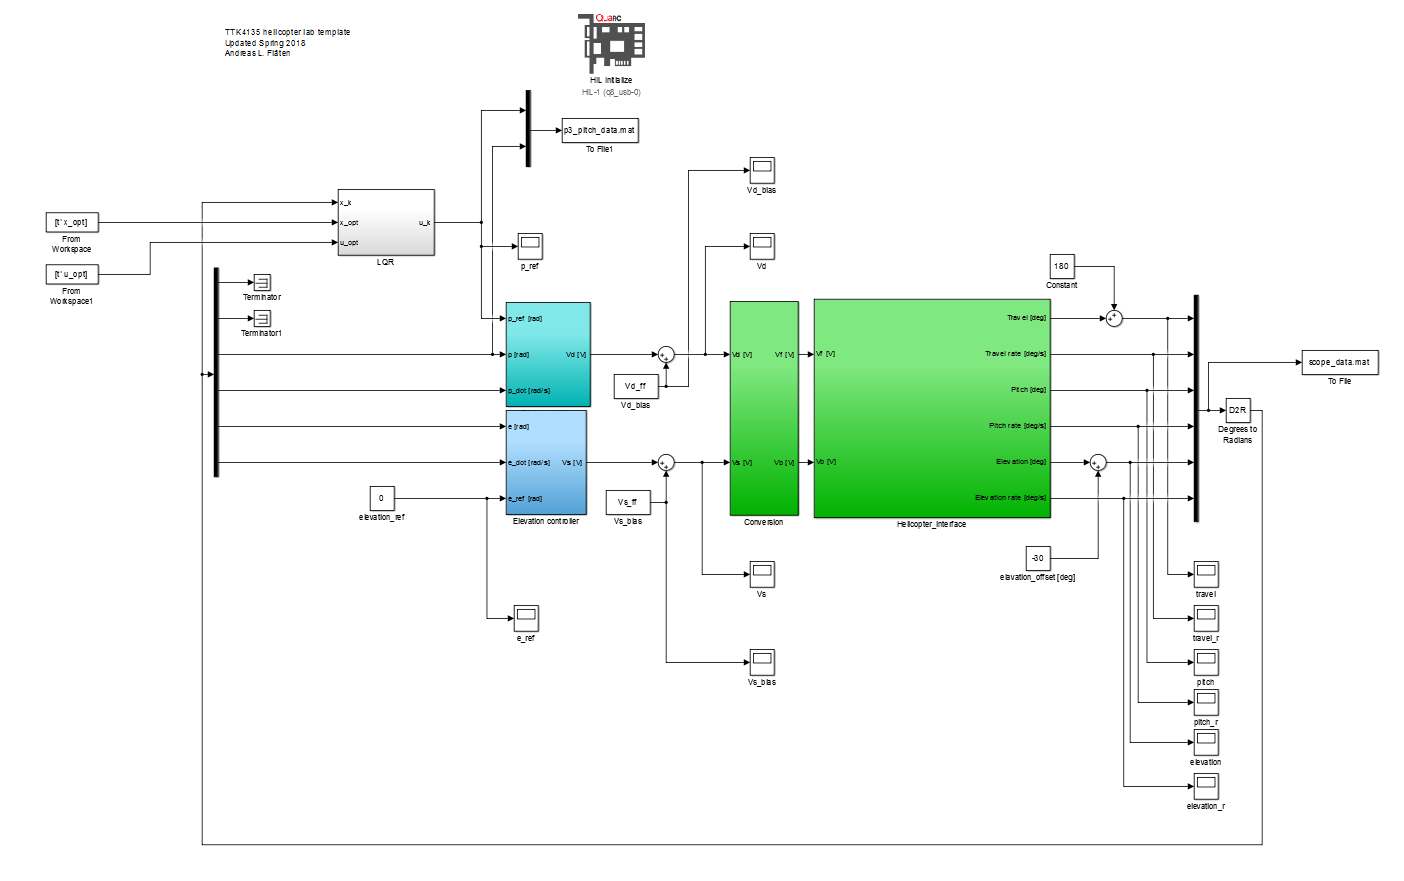 TTK4135 helicopter lab template
Updated Spring 2018
Andreas L. Flåten
QUARC
HIL Initialize
HIL-1 (q8_usb-0)
p3_pitch_data.mat
To File1
Vd_bias
[t' x_opt]
From
Workspace
[t' u_opt]
From
Workspace1
x_k
x_opt
u_opt
u_k
LQR
p_ref
Vd
Terminator
Terminator1
180
Constant
p_ref [rad]
p [rad]
p_dot [rad/s]
Vd [V]
e [rad]
e_dot [rad/s]
e_ref [rad]
Vs [V]
Elevation controller
0
elevation_ref
e_ref
Vd_ff
Vd_bias
Vs_ff
Vs_bias
Vd [V]
Vs [V]
Vf [V]
Vb [V]
Conversion
Vf [V]
Vb [V]
Travel [deg]
Travel rate [deg/s]
Pitch [deg]
Pitch rate [deg/s]
Elevation [deg]
Elevation rate [deg/s]
Helicopter_interface
scope_data.mat
To File
D2R
Degrees to
Radians
-30
elavation_offset [deg]
Vs
Vs_bias
travel
travel_r
pitch
pitch_r
elevation
elevation_r